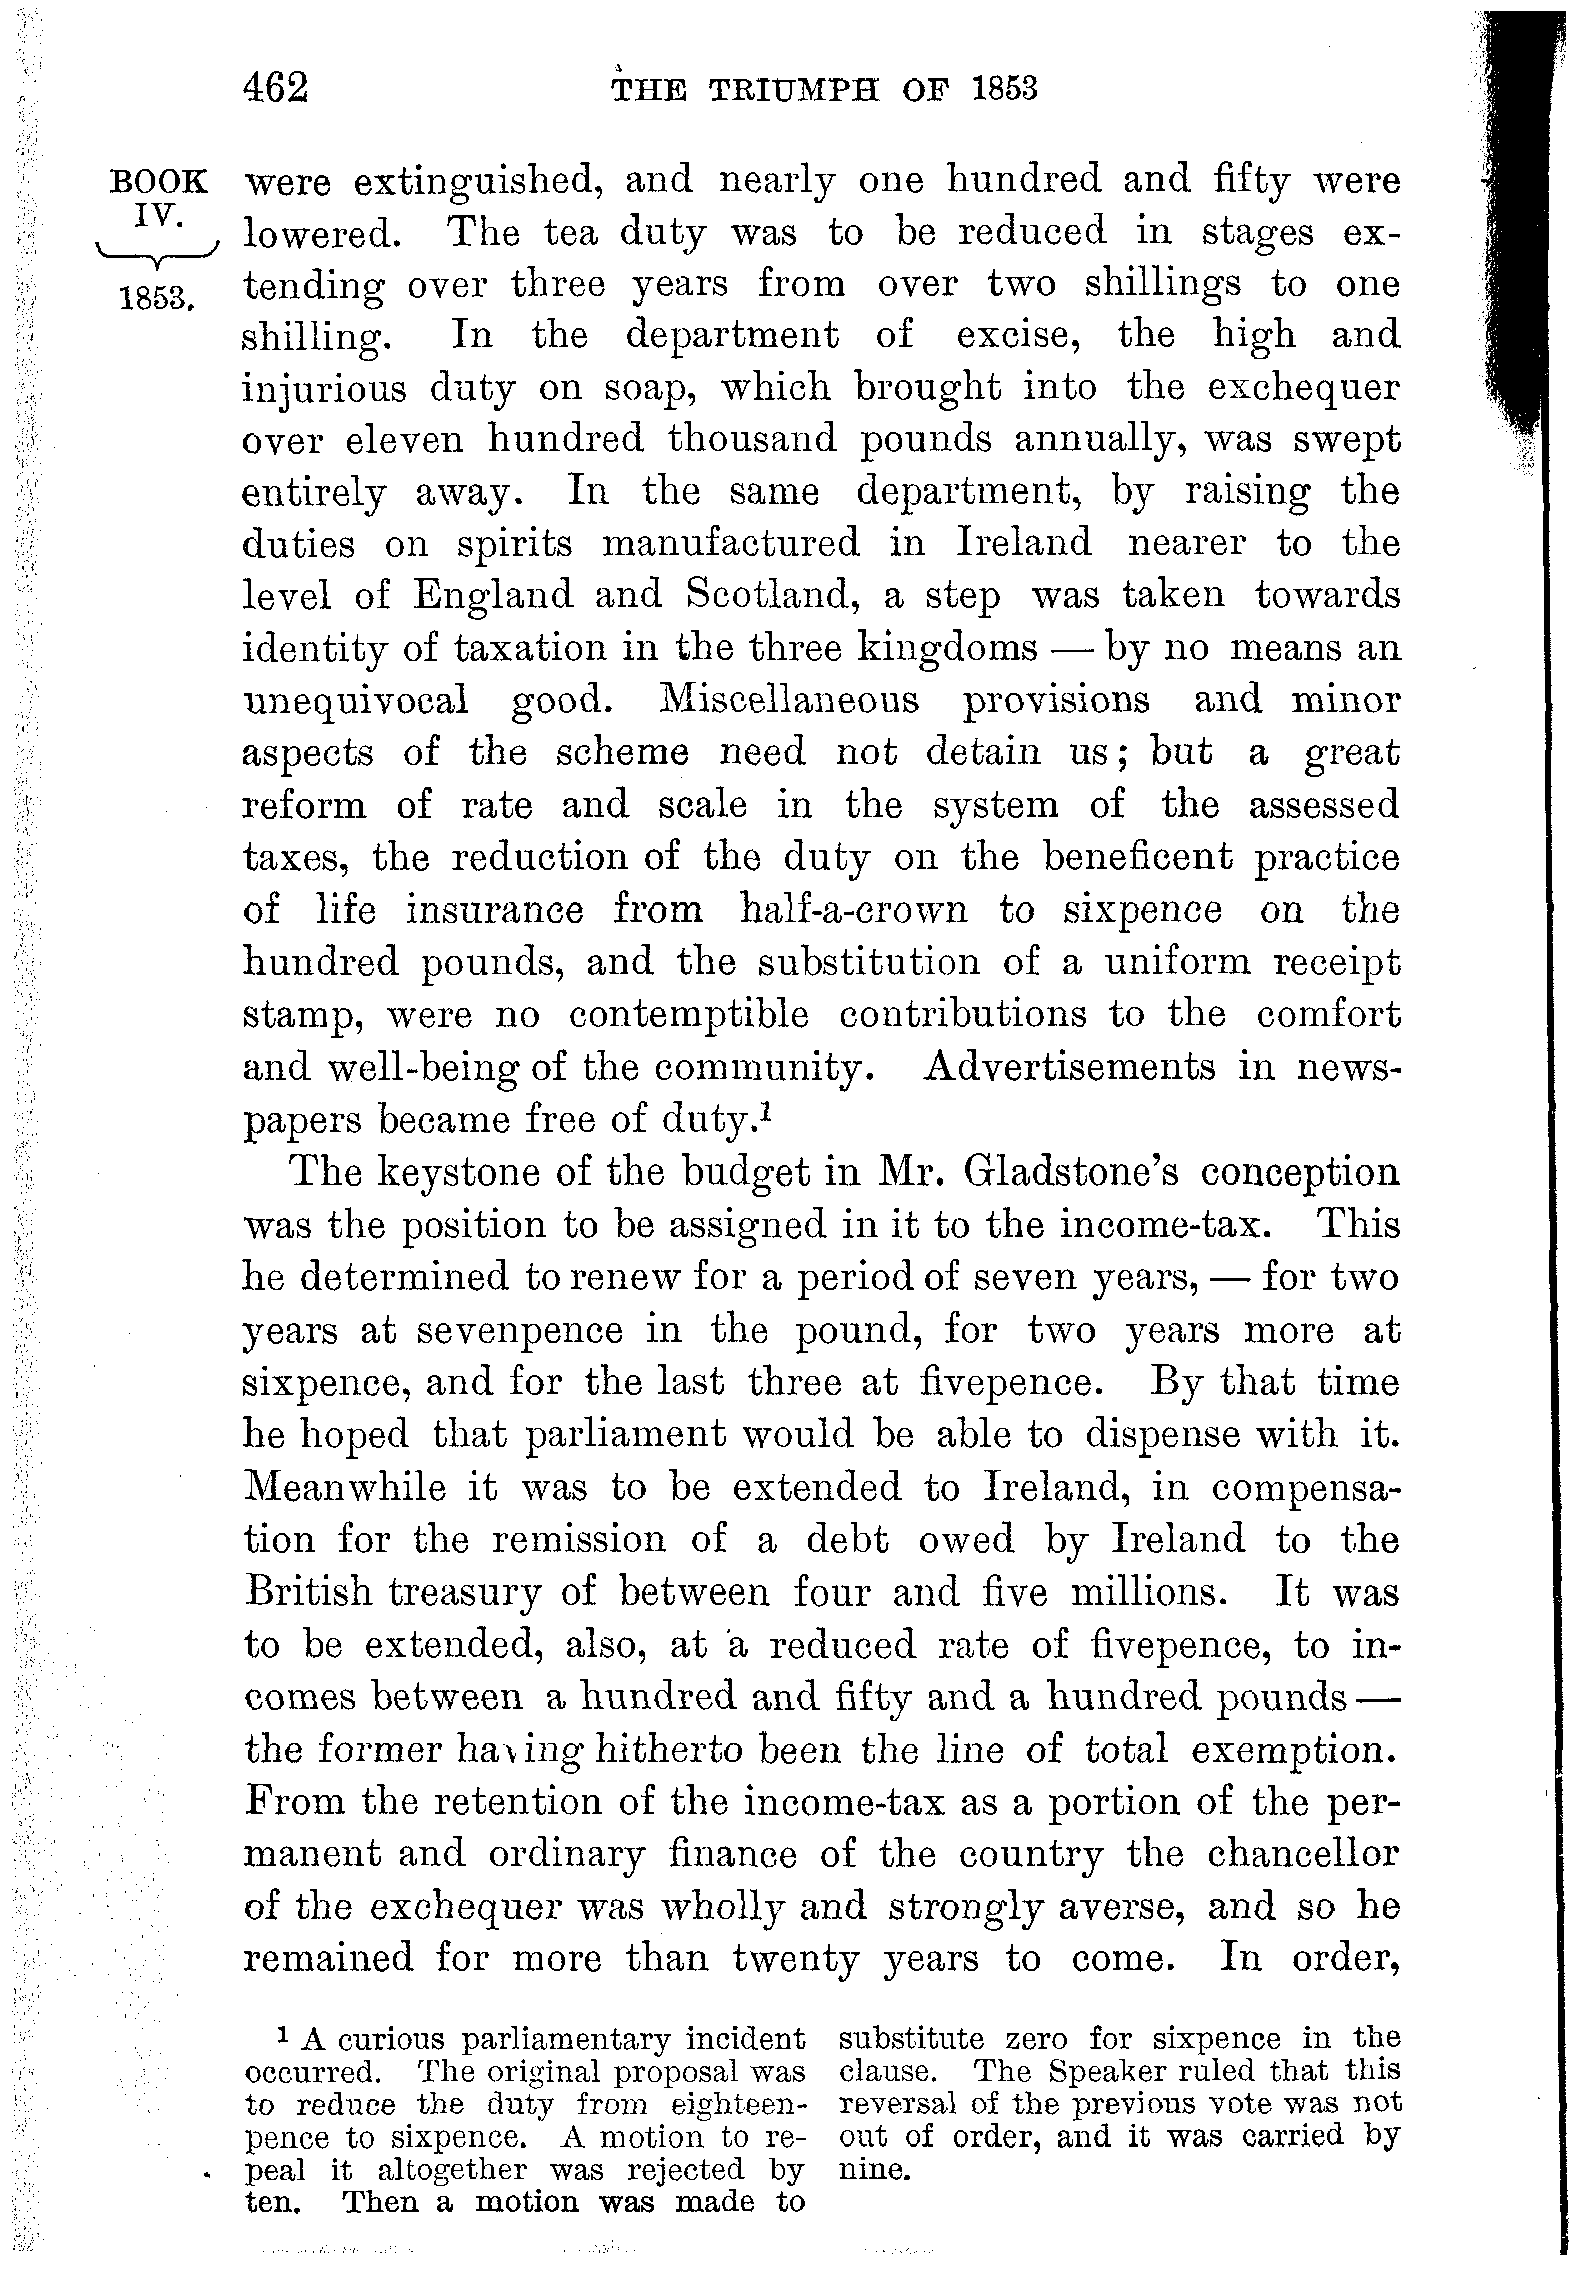 462 THE TRIUMPH OF 1853
BOOK
IV.
1853.
were extinguished, and nearly one hundred and fifty were
lowered. The tea duty was to be reduced in stages ex-
tending over three years from over two shillings to one
shilling. In the department of excise, the high and
injurious duty on soap, which brought into the exchequer
over eleven hundred thousand pounds annually, was swept
entirely away. In the same department, by raising the
duties on spirits manufactured in Ireland nearer to the
level of England and Scotland, a step was taken towards
identity of taxation in the three kingdoms — by no means an
unequivocal good. Miscellaneous provisions and minor
aspects of the scheme need not detain us; but a great
reform of rate and scale in the system of the assessed
taxes, the reduction of the duty on the beneficent practice
of life insurance from half-a-crown to sixpence on the
hundred pounds, and the substitution of a uniform receipt
stamp, were no contemptible contributions to the comfort
and well-being of the community. Advertisements in news-
papers became free of duty.¹
The keystone of the budget in Mr. Gladstone's conception
was the position to be assigned in it to the income-tax. This
he determined to renew for a period of seven years, — for two
years at sevenpence in the pound, for two years more at
sixpence, and for the last three at fivepence. By that time
he hoped that parliament would be able to dispense with it.
Meanwhile it was to be extended to Ireland, in compensa-
tion for the remission of a debt owed by Ireland to the
British treasury of between four and five millions. It was
to be extended, also, at a reduced rate of fivepence, to in-
comes between a hundred and fifty and a hundred pounds —
the former having hitherto been the line of total exemption.
From the retention of the income-tax as a portion of the per-
manent and ordinary finance of the country the chancellor
of the exchequer was wholly and strongly averse, and so he
remained for more than twenty years to come. In order,
¹ A curious parliamentary incident
occurred. The original proposal was
to reduce the duty from eighteen-
pence to sixpence. A motion to re-
peal it altogether was rejected by
ten. Then a motion was made to
substitute zero for sixpence in the
clause. The Speaker ruled that this
reversal of the previous vote was not
out of order, and it was carried by
nine.